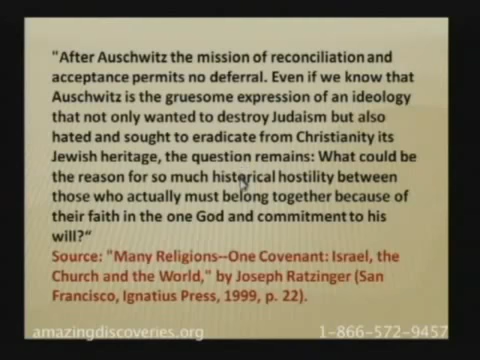 "After Auschwitz the mission of reconciliation and
acceptance permits no deferral. Even if we know that
Auschwitz is the gruesome expression of an ideology
that not only wanted to destroy Judaism but also
hated and sought to eradicate from Christianity its
Jewish heritage, the question remains: What could be
the reason for so much historical hostility between
those who actually must belong together because of
their faith in the one God and commitment to his
will?“
Source: "Many Religions--One Covenant: Israel, the
Church and the World," by Joseph Ratzinger (San
Francisco, Ignatius Press, 1999, p. 22).
amazingdiscoveries.org 1-866-572-9457